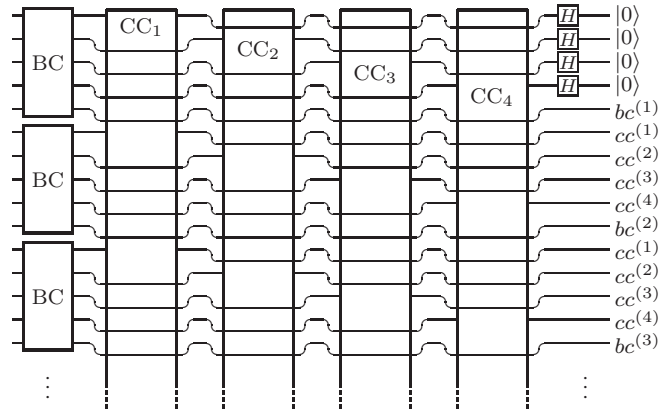 CC₁ H |0⟩
H |0⟩
BC CC₂ H |0⟩
CC₃ H |0⟩
CC₄
bc⁽¹⁾
cc⁽¹⁾
cc⁽²⁾
BC cc⁽³⁾
cc⁽⁴⁾
bc⁽²⁾
cc⁽¹⁾
cc⁽²⁾
BC cc⁽³⁾
cc⁽⁴⁾
bc⁽³⁾
⋮ ⋮